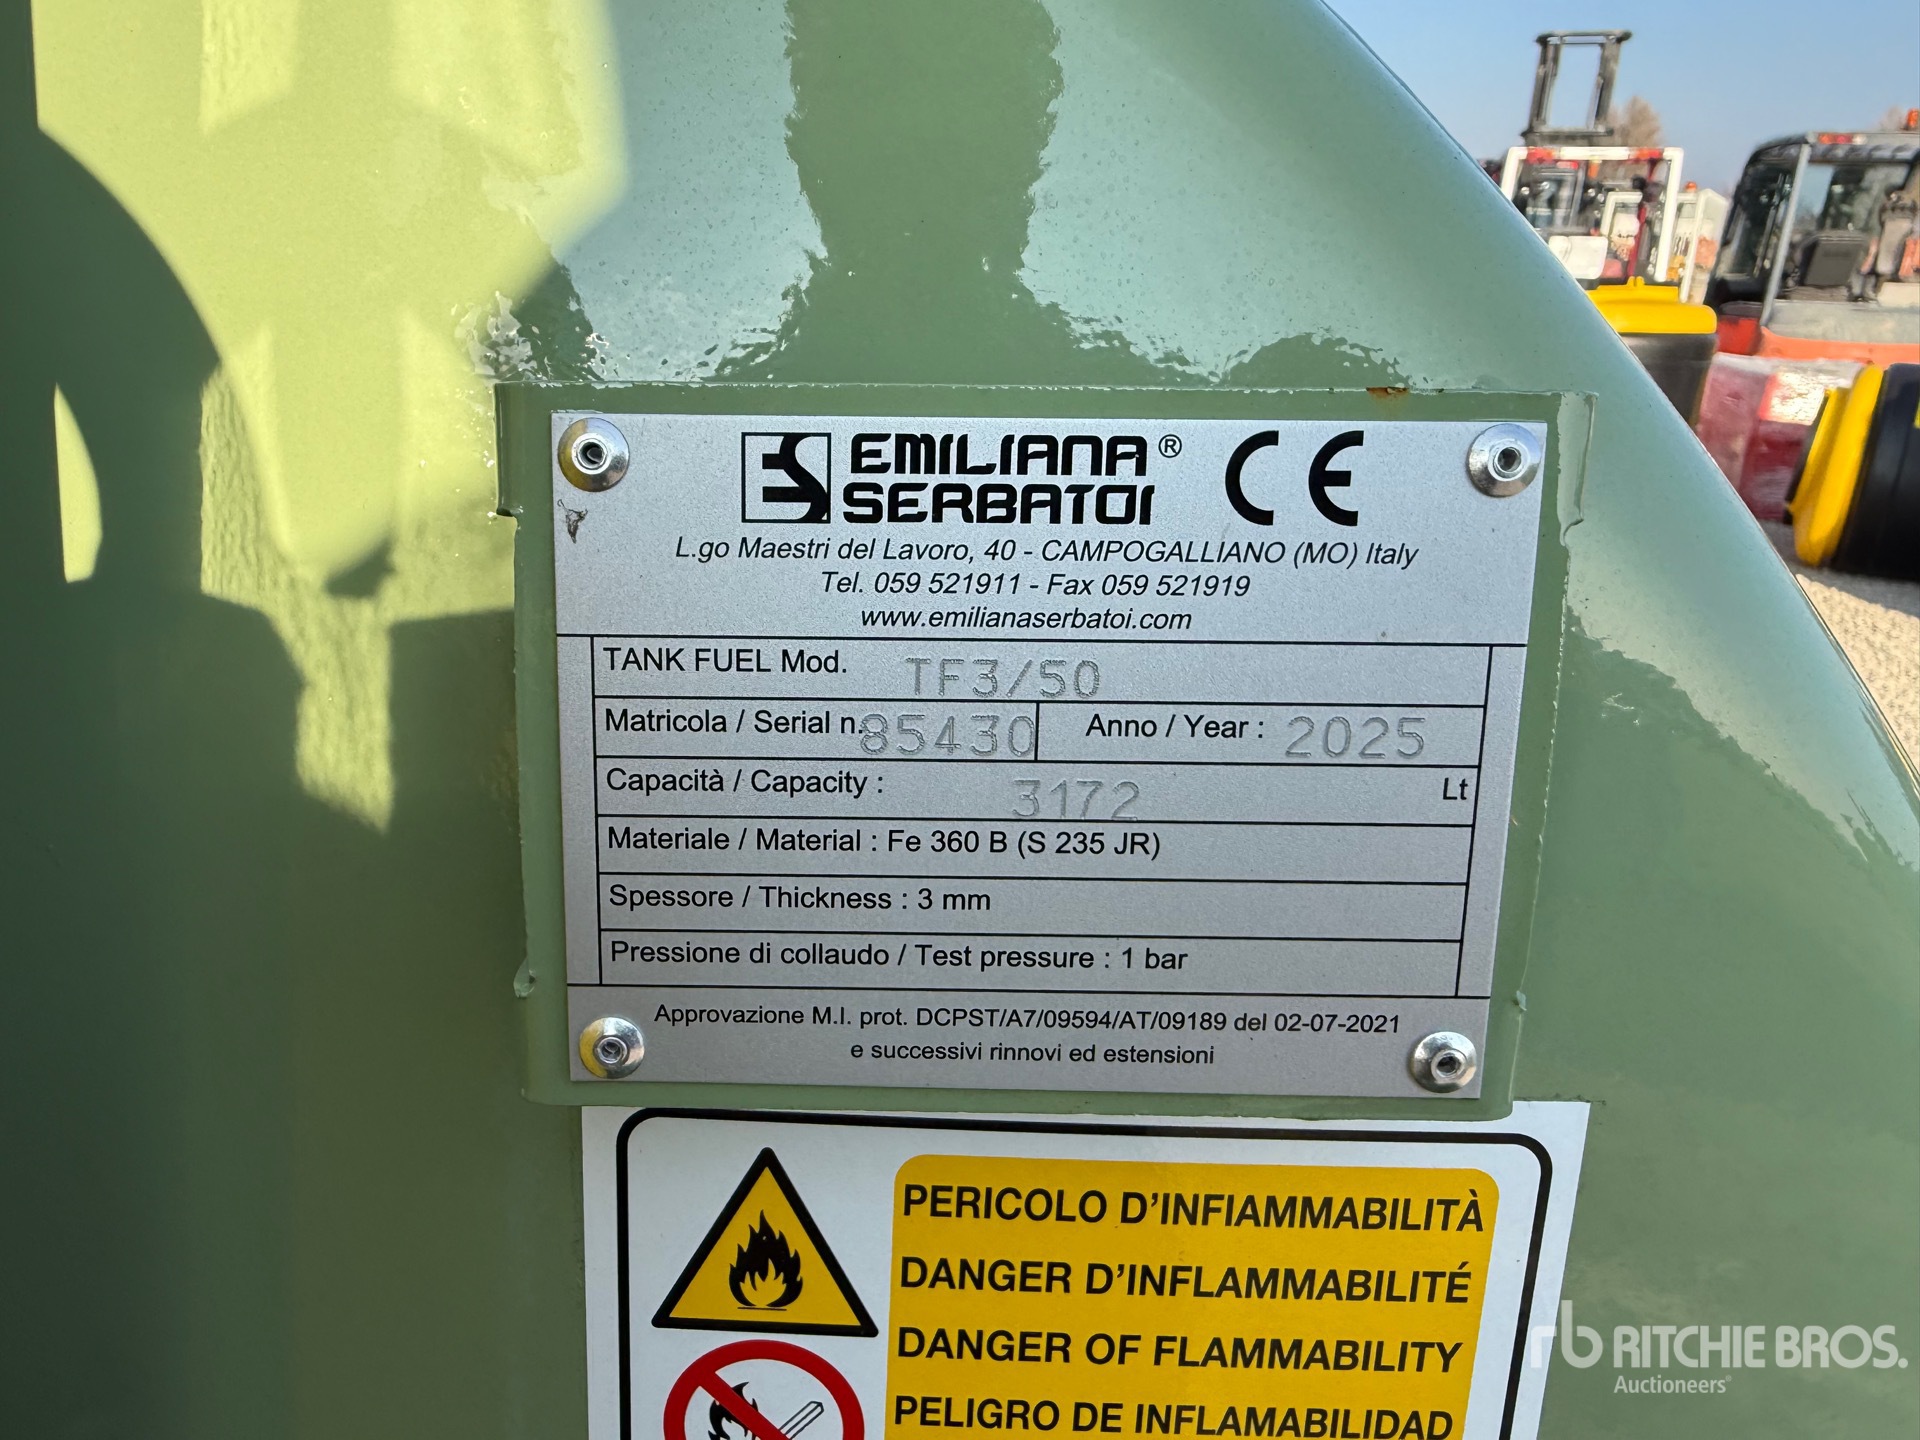 ES EMILIANA® CE
SERBATOI
L.go Maestri del Lavoro, 40 - CAMPOGALLIANO (MO) Italy
Tel. 059 521911 - Fax 059 521919
www.emilianaserbatoi.com
TANK FUEL Mod. TF3/50
Matricola / Serial n. 85430 Anno / Year : 2025
Capacità / Capacity : 3172 Lt
Materiale / Material : Fe 360 B (S 235 JR)
Spessore / Thickness : 3 mm
Pressione di collaudo / Test pressure : 1 bar
Approvazione M.I. prot. DCPST/A7/09594/AT/09189 del 02-07-2021
e successivi rinnovi ed estensioni
PERICOLO D'INFIAMMABILITÀ
DANGER D'INFLAMMABILITÉ
DANGER OF FLAMMABILITY
PELIGRO DE INFLAMABILIDAD
rb RITCHIE BROS.
Auctioneers®